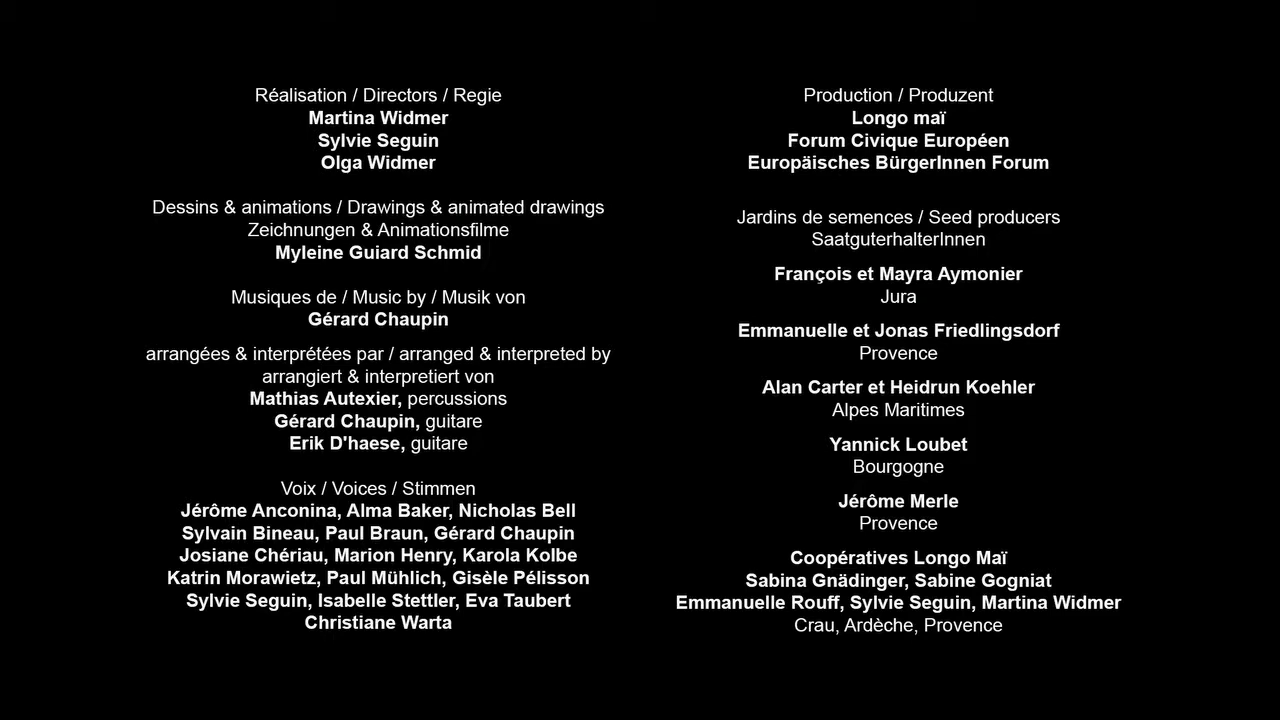 Réalisation / Directors / Regie
Martina Widmer
Sylvie Seguin
Olga Widmer
Dessins & animations / Drawings & animated drawings
Zeichnungen & Animationsfilme
Myleine Guiard Schmid
Musiques de / Music by / Musik von
Gérard Chaupin
arrangées & interprétées par / arranged & interpreted by
arrangiert & interpretiert von
Mathias Autexier, percussions
Gérard Chaupin, guitare
Erik D'haese, guitare
Voix / Voices / Stimmen
Jérôme Anconina, Alma Baker, Nicholas Bell
Sylvain Bineau, Paul Braun, Gérard Chaupin
Josiane Chériau, Marion Henry, Karola Kolbe
Katrin Morawietz, Paul Mühlich, Gisèle Pélisson
Sylvie Seguin, Isabelle Stettler, Eva Taubert
Christiane Warta
Production / Produzent
Longo maï
Forum Civique Européen
Europäisches BürgerInnen Forum
Jardins de semences / Seed producers
SaatguterhalterInnen
François et Mayra Aymonier
Jura
Emmanuelle et Jonas Friedlingsdorf
Provence
Alan Carter et Heidrun Koehler
Alpes Maritimes
Yannick Loubet
Bourgogne
Jérôme Merle
Provence
Coopératives Longo Maï
Sabina Gnädinger, Sabine Gogniat
Emmanuelle Rouff, Sylvie Seguin, Martina Widmer
Crau, Ardèche, Provence